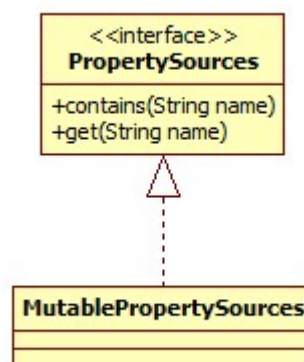 <<interface>>
PropertySources
+contains(String name)
+get(String name)
MutablePropertySources